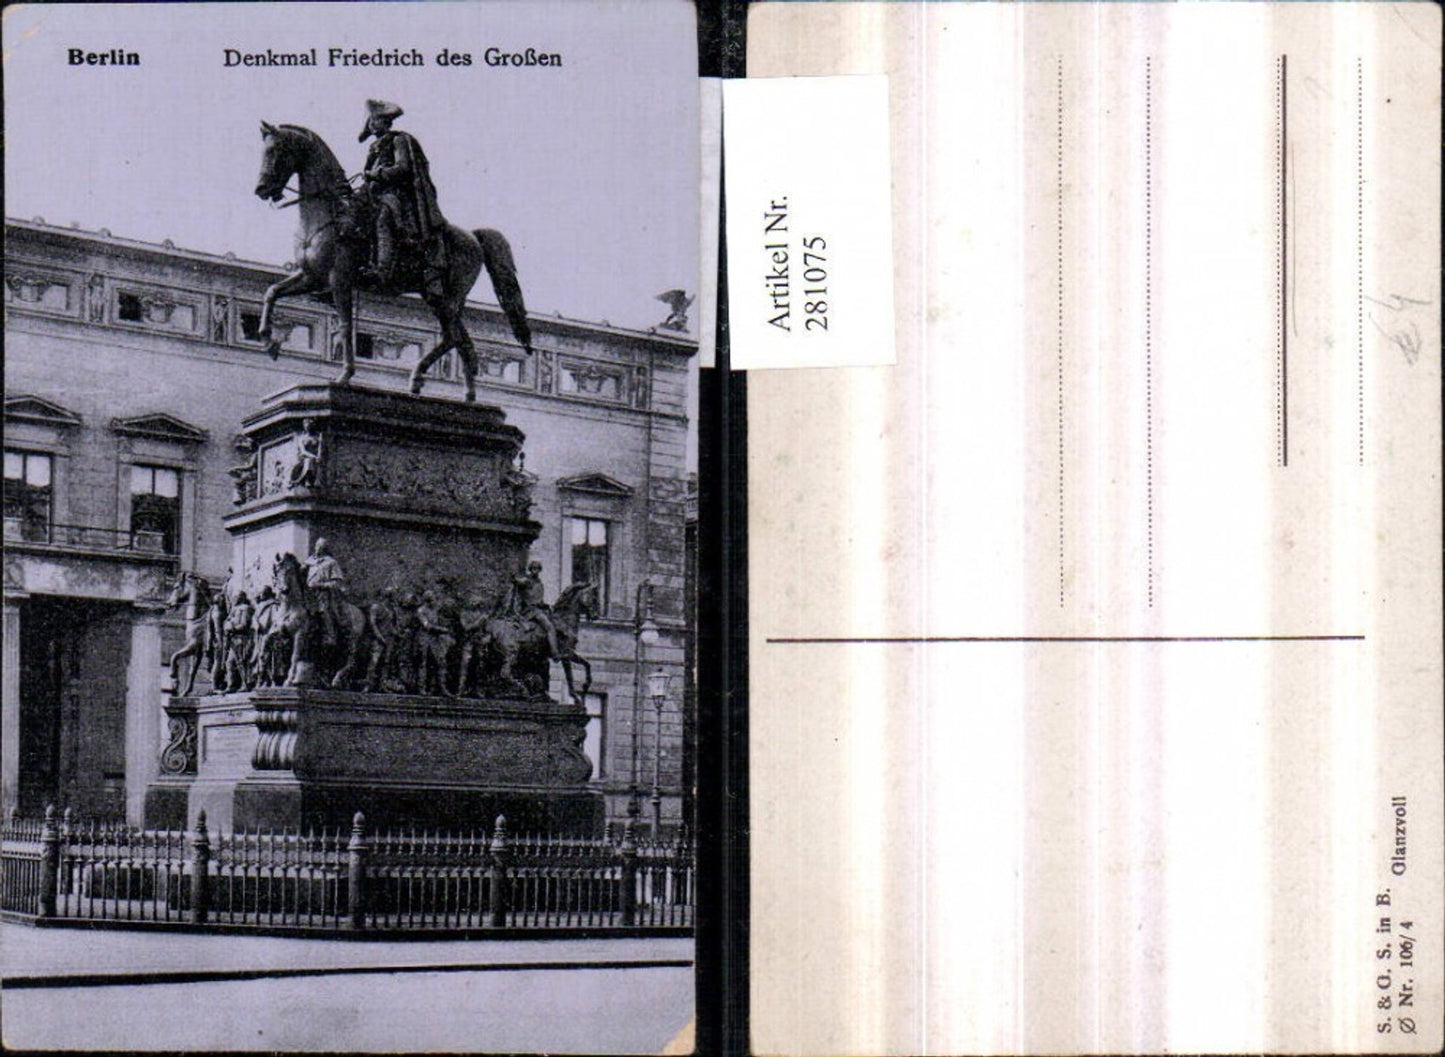 Berlin Denkmal Friedrich des Großen
Artikel Nr.
281075
S. & G. S. in B. Glanzvoll
Ø Nr. 106/4